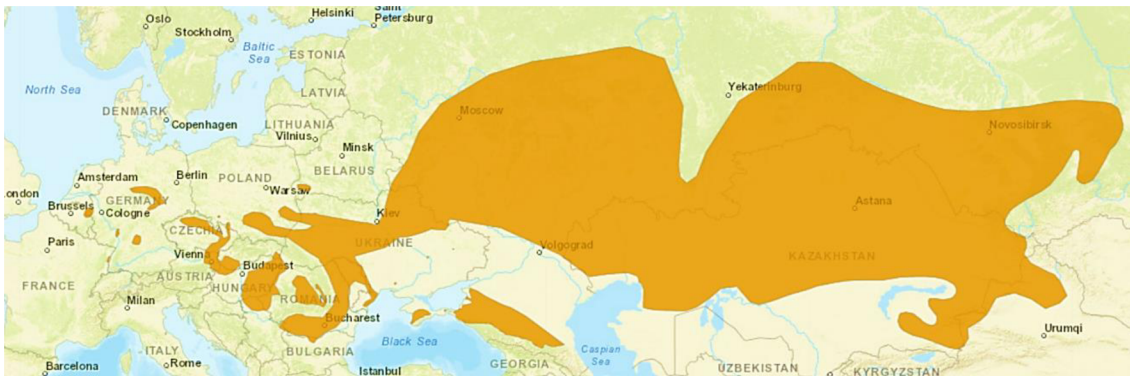 Oslo
Helsinki
Saint
Petersburg
Stockholm
Baltic
Sea
ESTONIA
North Sea
LATVIA
Yekaterinburg
DENMARK
Moscow
Copenhagen
LITHUANIA
Vilnius
Novosibirsk
Minsk
BELARUS
Amsterdam
Berlin
POLAND
Warsaw
London
GERMANY
Brussels
Cologne
Astana
Kiev
CZECHIA
Paris
UKRAINE
Volgograd
KAZAKHSTAN
Vienna
Budapest
AUSTRIA
FRANCE
HUNGARY
ROMANIA
Milan
Bucharest
Urumqi
Black Sea
BULGARIA
Caspian
Sea
ITALY
Rome
GEORGIA
Barcelona
Istanbul
UZBEKISTAN
KYRGYZSTAN